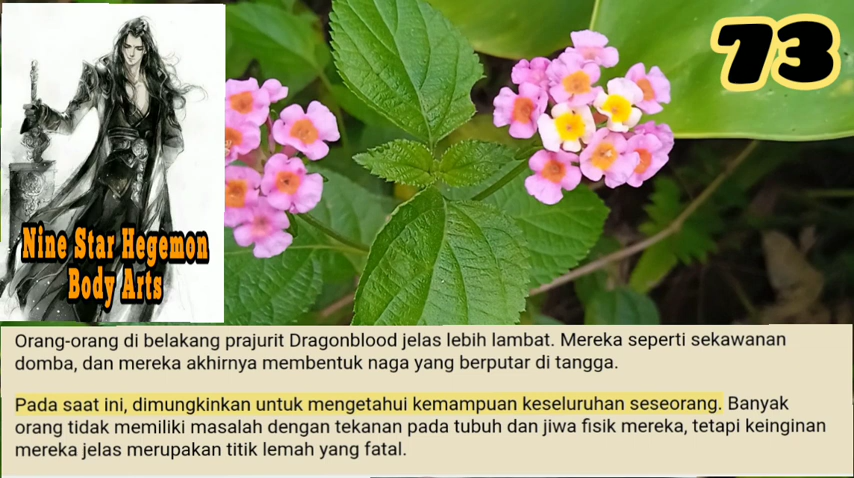 73
Nine Star Hegemon
Body Arts
Orang-orang di belakang prajurit Dragonblood jelas lebih lambat. Mereka seperti sekawanan
domba, dan mereka akhirnya membentuk naga yang berputar di tangga.
Pada saat ini, dimungkinkan untuk mengetahui kemampuan keseluruhan seseorang. Banyak
orang tidak memiliki masalah dengan tekanan pada tubuh dan jiwa fisik mereka, tetapi keinginan
mereka jelas merupakan titik lemah yang fatal.